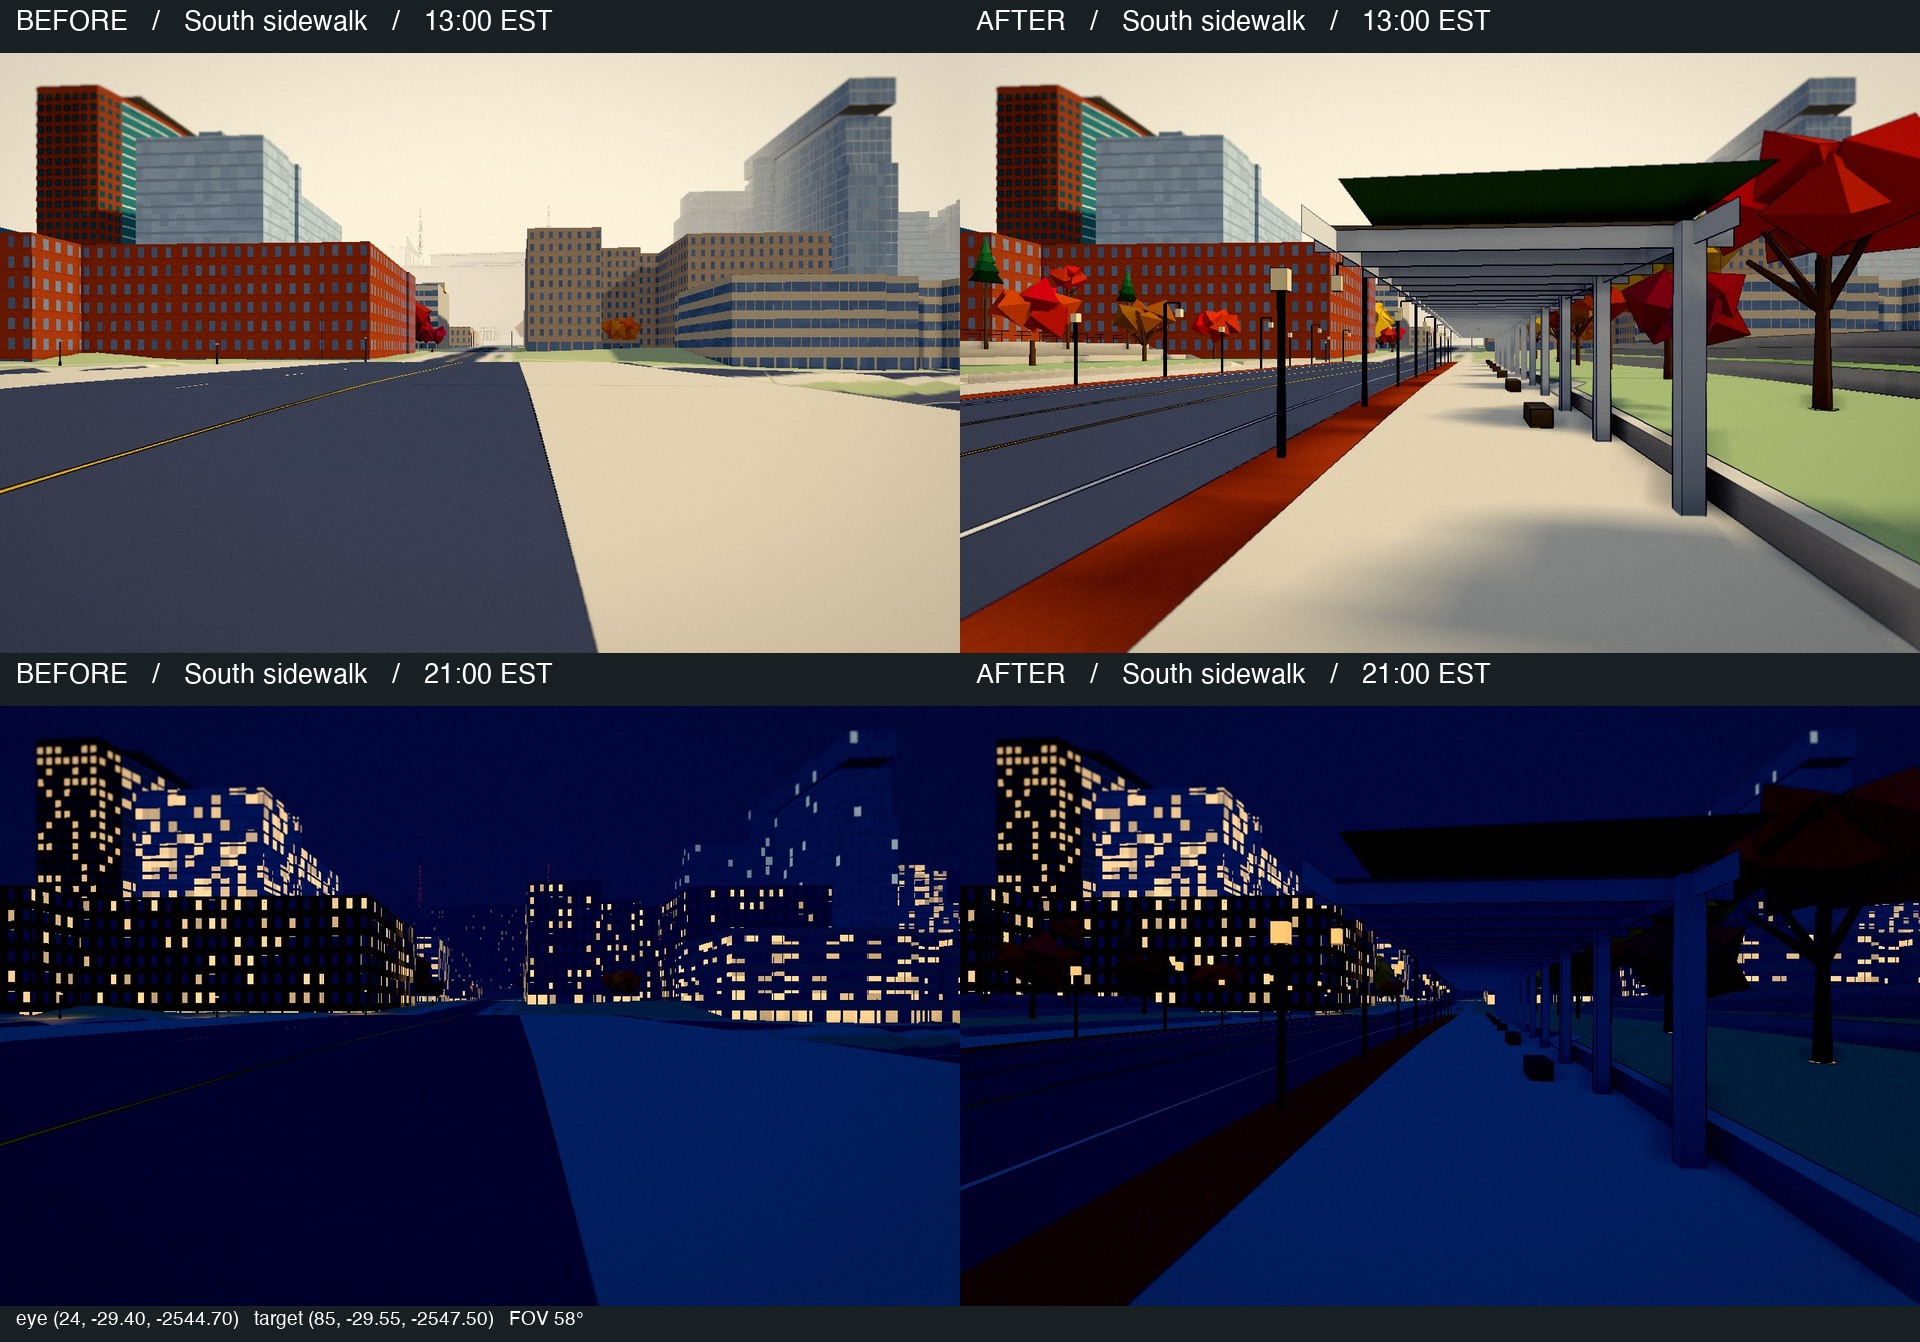 BEFORE / South sidewalk / 13:00 EST
AFTER / South sidewalk / 13:00 EST
BEFORE / South sidewalk / 21:00 EST
AFTER / South sidewalk / 21:00 EST
eye (24, -29.40, -2544.70) target (85, -29.55, -2547.50) FOV 58°